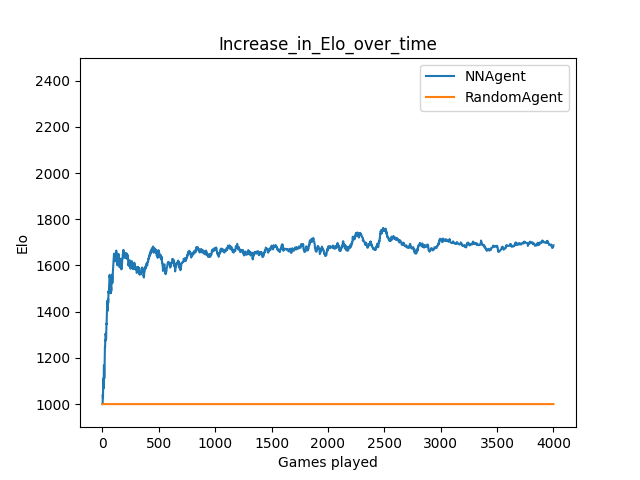 Increase_in_Elo_over_time
NNAgent
RandomAgent
2400
2200
2000
1800
1600
1400
1200
1000
Elo
0 500 1000 1500 2000 2500 3000 3500 4000
Games played